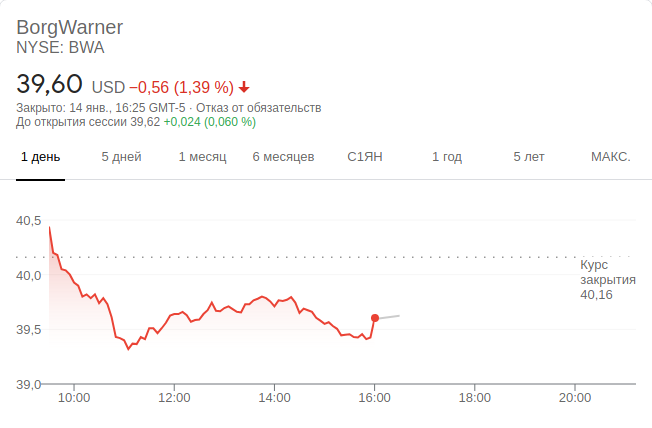 BorgWarner
NYSE: BWA
39,60 USD −0,56 (1,39 %)
Закрыто: 14 янв., 16:25 GMT-5 · Отказ от обязательств
До открытия сессии 39,62 +0,024 (0,060 %)
1 день 5 дней 1 месяц 6 месяцев С1ЯН 1 год 5 лет МАКС.
40,5
40,0
39,5
39,0
Курс
закрытия
40,16
10:00 12:00 14:00 16:00 18:00 20:00